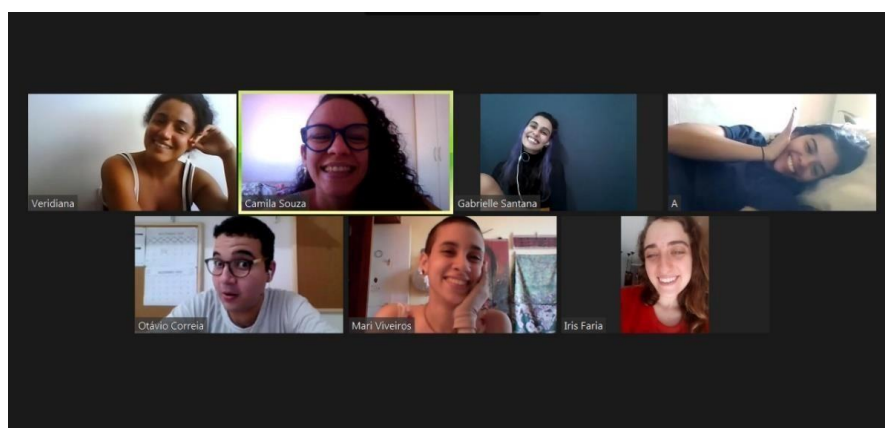 Veridiana
Camila Souza
Gabrielle Santana
A
Otávio Correia
Mari Viveiros
Iris Faria